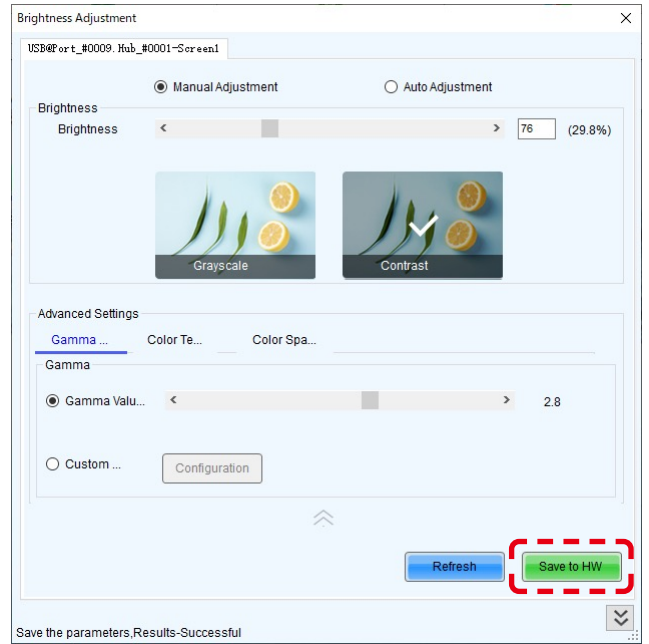 Brightness Adjustment
USB@Port_#0009.Hub_#0001-Screen1
Manual Adjustment
Auto Adjustment
Brightness
Brightness
76
(29.8%)
Grayscale
Contrast
Advanced Settings
Gamma ...
Color Te...
Color Spa...
Gamma
Gamma Valu...
2.8
Custom ...
Configuration
Refresh
Save to HW
Save the parameters,Results-Successful